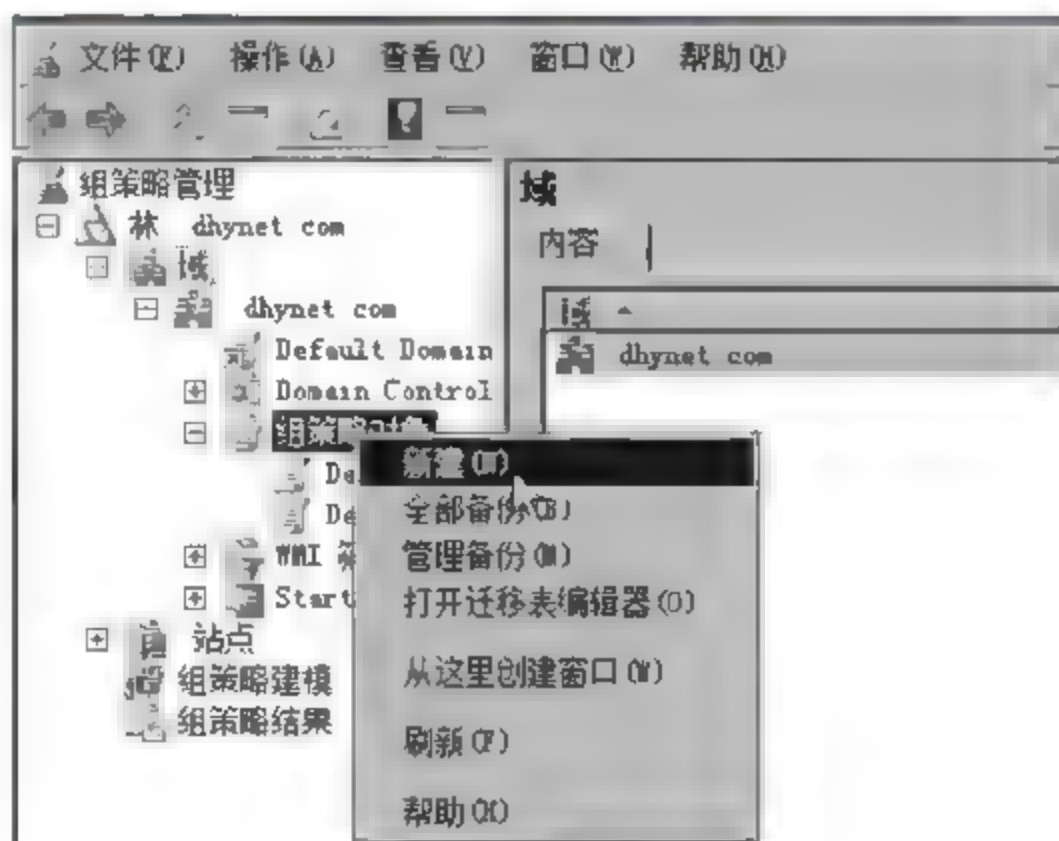 文件(F) 操作(A) 查看(V) 窗口(W) 帮助(H)
组策略管理
林 dhynet com
域
dhynet com
Default Domain
Domain Control
组策略对象
De
De
WMI 筛
Start
站点
组策略建模
组策略结果
域
内容
域
dhynet com
新建(N)
全部备份(B)
管理备份(M)
打开迁移表编辑器(O)
从这里创建窗口(W)
刷新(F)
帮助(H)